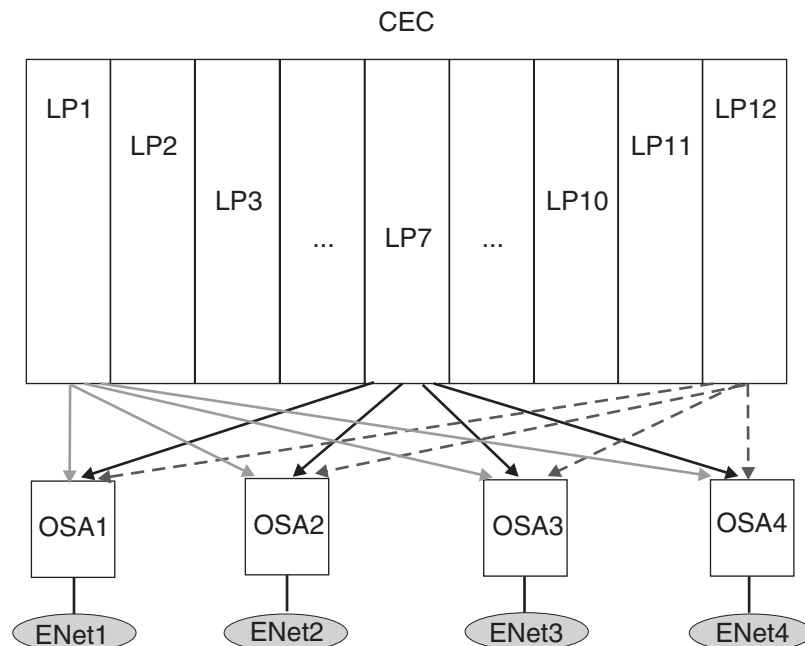 CEC
LP1
LP2
LP3
...
LP7
...
LP10
LP11
LP12
OSA1
OSA2
OSA3
OSA4
ENet1
ENet2
ENet3
ENet4